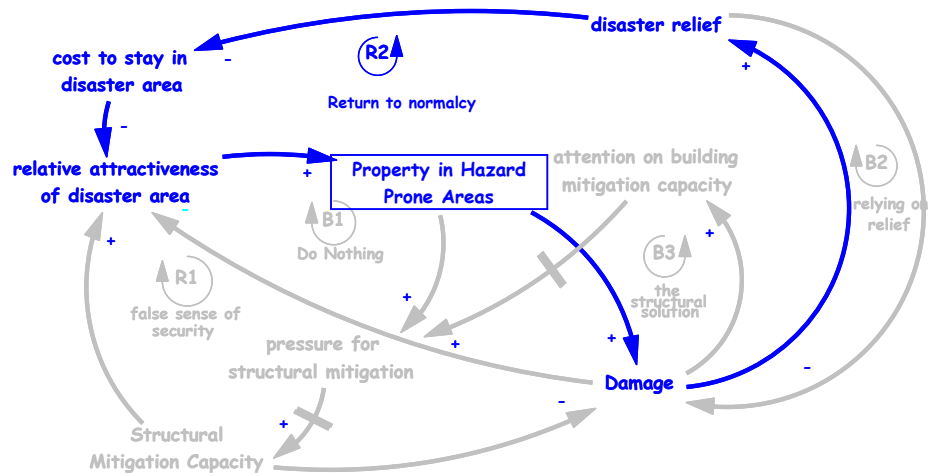 disaster relief
cost to stay in
disaster area
-
R2
+
Return to normalcy
-
relative attractiveness
of disaster area
-
+
Property in Hazard
Prone Areas
attention on building
mitigation capacity
B2
relying on
relief
B1
Do Nothing
+
+
B3
the
structural
solution
R1
false sense of
security
+
+
+
pressure for
structural mitigation
Damage
-
-
+
Structural
Mitigation Capacity